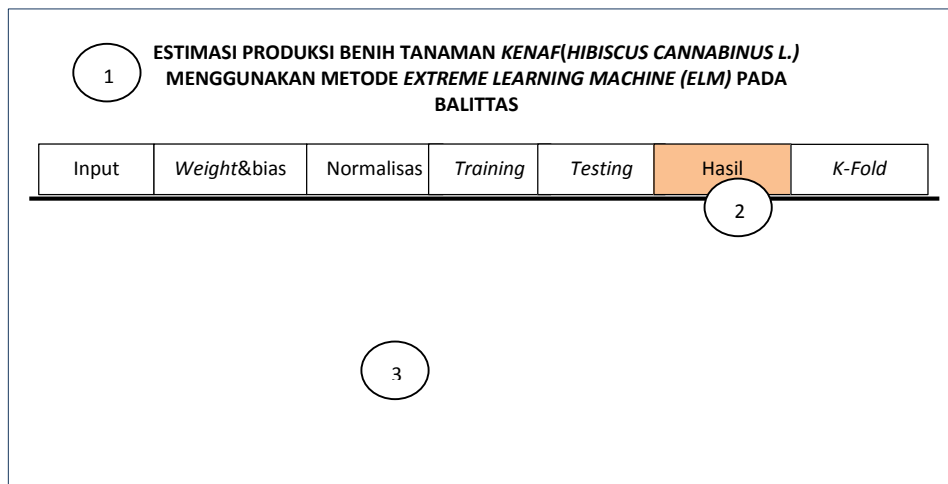 ESTIMASI PRODUKSI BENIH TANAMAN KENAF(HIBISCUS CANNABINUS L.)
1 MENGGUNAKAN METODE EXTREME LEARNING MACHINE (ELM) PADA
BALITTAS
Input Weight&bias Normalisas Training Testing Hasil K-Fold
2
3